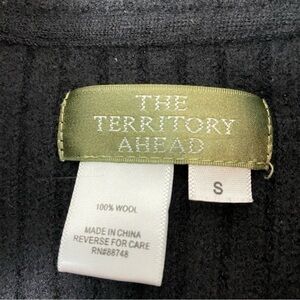 THE
TERRITORY
AHEAD
S
100% WOOL
MADE IN CHINA
REVERSE FOR CARE
RN#88748